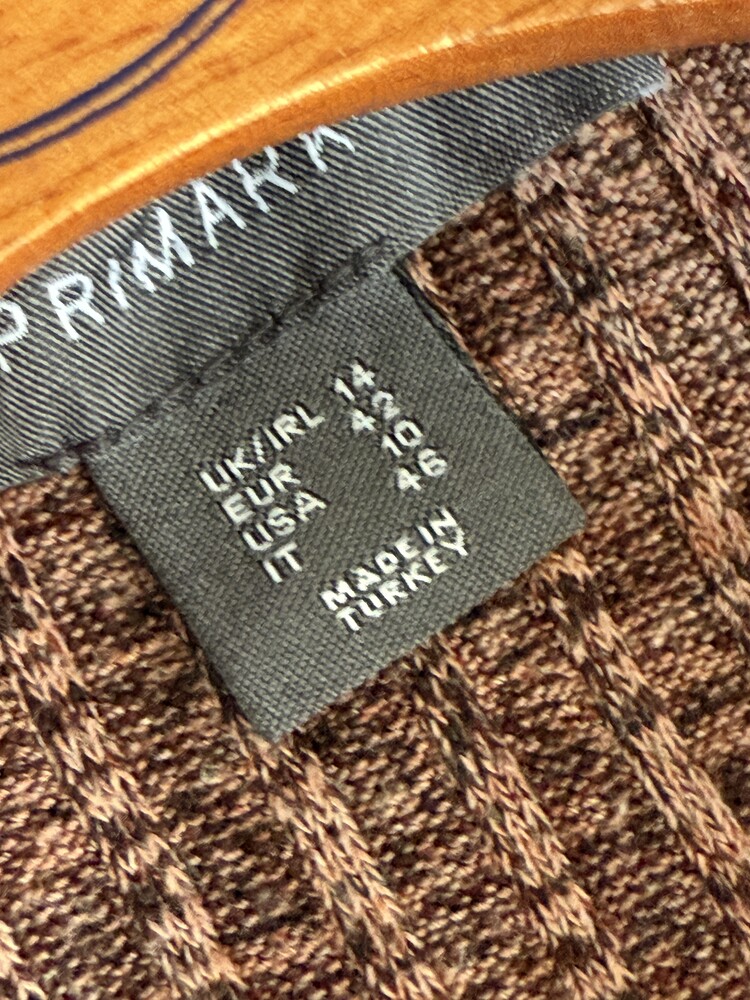 PRIMARK
UK/IRL 14
EUR 42
USA 10
IT 46
MADE IN
TURKEY